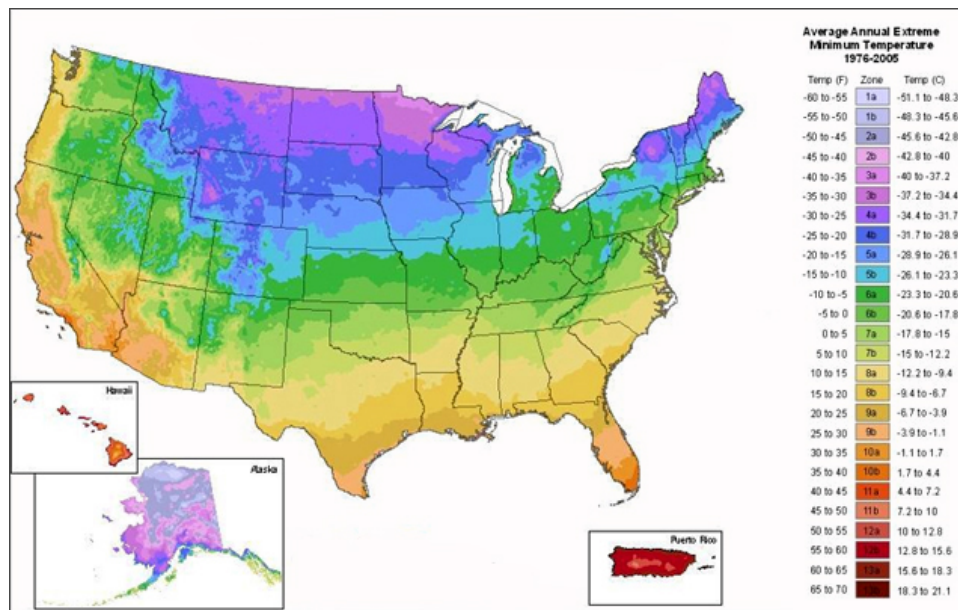 Average Annual Extreme
Minimum Temperature
1976-2005
Temp (F) Zone Temp (C)
-60 to -55 1a -51.1 to -48.3
-55 to -50 1b -48.3 to -45.6
-50 to -45 2a -45.6 to -42.8
-45 to -40 2b -42.8 to -40
-40 to -35 3a -40 to -37.2
-35 to -30 3b -37.2 to -34.4
-30 to -25 4a -34.4 to -31.7
-25 to -20 4b -31.7 to -28.9
-20 to -15 5a -28.9 to -26.1
-15 to -10 5b -26.1 to -23.3
-10 to -5 6a -23.3 to -20.6
-5 to 0 6b -20.6 to -17.8
0 to 5 7a -17.8 to -15
5 to 10 7b -15 to -12.2
10 to 15 8a -12.2 to -9.4
15 to 20 8b -9.4 to -6.7
20 to 25 9a -6.7 to -3.9
25 to 30 9b -3.9 to -1.1
30 to 35 10a -1.1 to 1.7
35 to 40 10b 1.7 to 4.4
40 to 45 11a 4.4 to 7.2
45 to 50 11b 7.2 to 10
50 to 55 12a 10 to 12.8
55 to 60 12b 12.8 to 15.6
60 to 65 13a 15.6 to 18.3
65 to 70 13b 18.3 to 21.1
Hawaii
Alaska
Puerto Rico